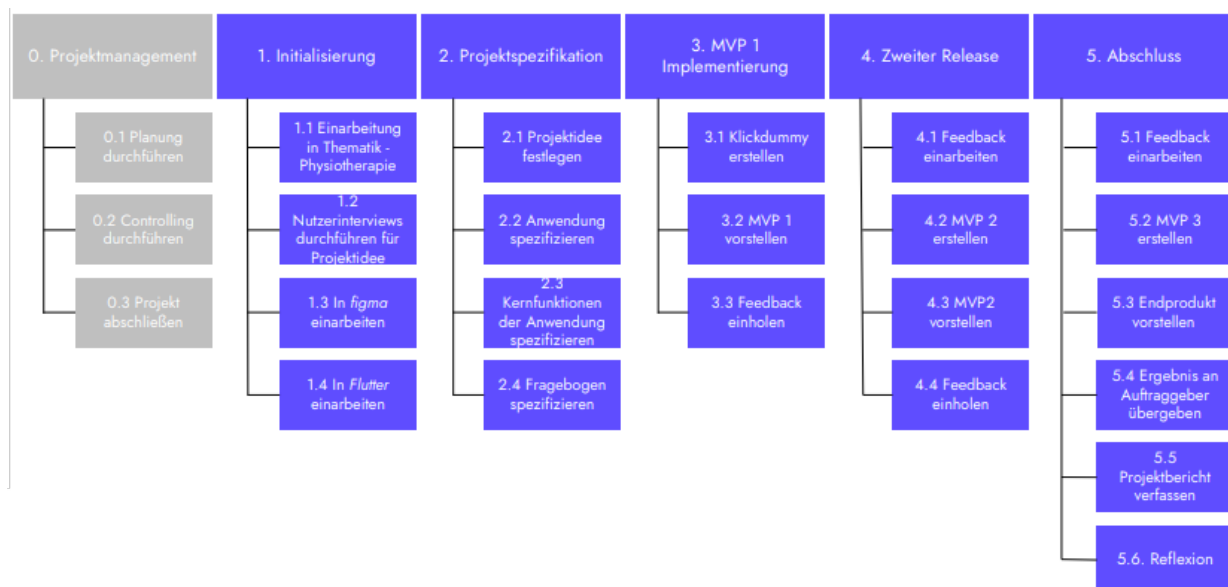 0. Projektmanagement
0.1 Planung
durchführen
0.2 Controlling
durchführen
0.3 Projekt
abschließen
1. Initialisierung
1.1 Einarbeitung
in Thematik -
Physiotherapie
1.2
Nutzerinterviews
durchführen für
Projektidee
1.3 In figma
einarbeiten
1.4 In Flutter
einarbeiten
2. Projektspezifikation
2.1 Projektidee
festlegen
2.2 Anwendung
spezifizieren
2.3
Kernfunktionen
der Anwendung
spezifizieren
2.4 Fragebogen
spezifizieren
3. MVP 1
Implementierung
3.1 Klickdummy
erstellen
3.2 MVP 1
vorstellen
3.3 Feedback
einholen
4. Zweiter Release
4.1 Feedback
einarbeiten
4.2 MVP 2
erstellen
4.3 MVP2
vorstellen
4.4 Feedback
einholen
5. Abschluss
5.1 Feedback
einarbeiten
5.2 MVP 3
erstellen
5.3 Endprodukt
vorstellen
5.4 Ergebnis an
Auftraggeber
übergeben
5.5
Projektbericht
verfassen
5.6. Reflexion